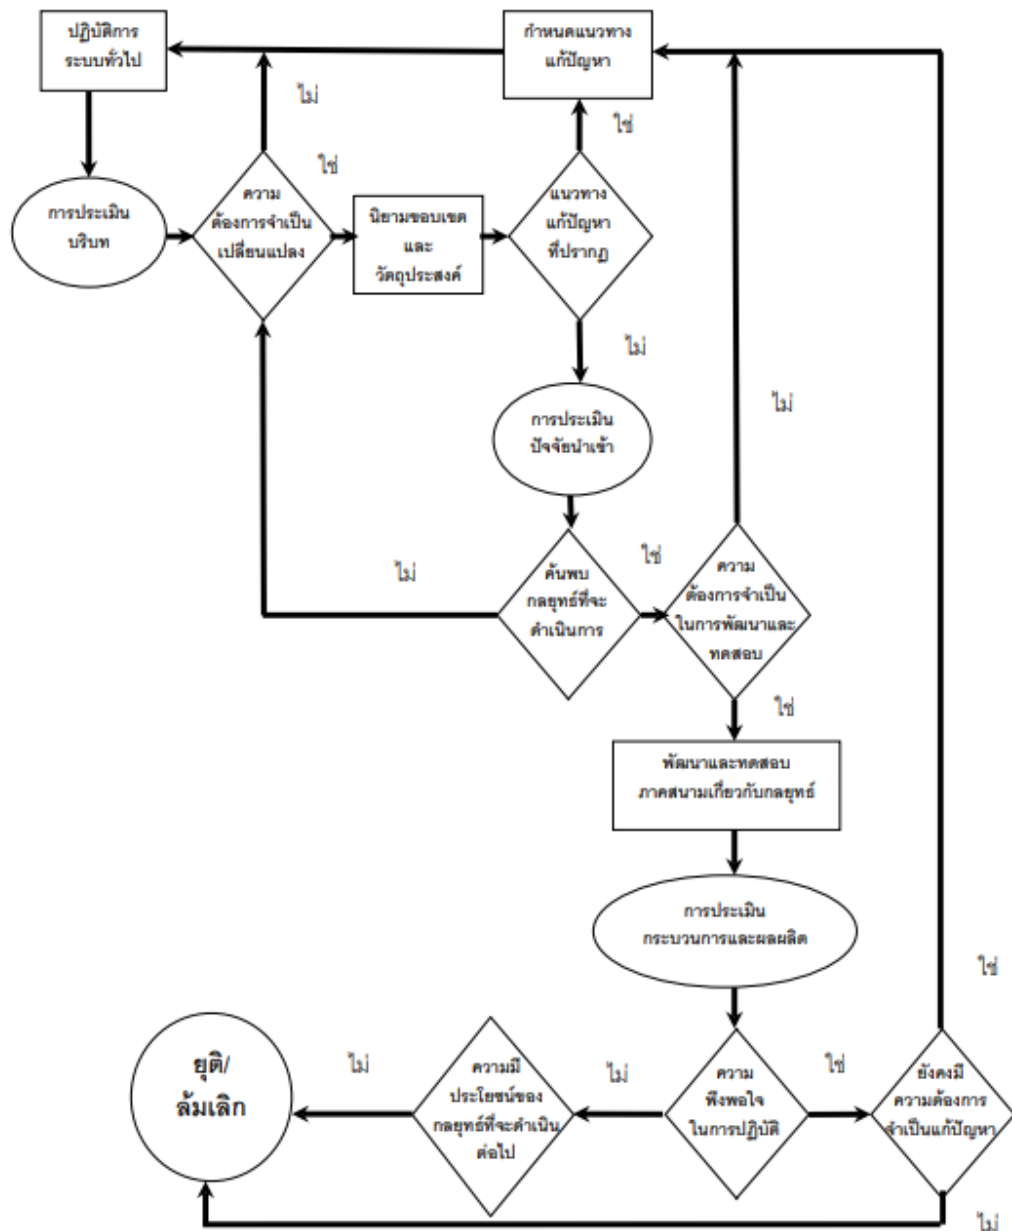 ปฏิบัติการ
ระบบทั่วไป
กำหนดแนวทาง
แก้ปัญหา
ไม่
ใช่
ใช่
การประเมิน
บริบท
ความ
ต้องการจำเป็น
เปลี่ยนแปลง
นิยามขอบเขต
และ
วัตถุประสงค์
แนวทาง
แก้ปัญหา
ที่ปรากฏ
ไม่
ไม่
การประเมิน
ปัจจัยนำเข้า
ไม่
ค้นพบ
กลยุทธ์ที่จะ
ดำเนินการ
ใช่
ความ
ต้องการจำเป็น
ในการพัฒนาและ
ทดสอบ
ใช่
พัฒนาและทดสอบ
ภาคสนามเกี่ยวกับกลยุทธ์
การประเมิน
กระบวนการและผลผลิต
ใช่
ยุติ/
ล้มเลิก
ไม่
ความมี
ประโยชน์ของ
กลยุทธ์ที่จะดำเนิน
ต่อไป
ไม่
ความ
พึงพอใจ
ในการปฏิบัติ
ใช่
ยังคงมี
ความต้องการ
จำเป็นแก้ปัญหา
ไม่